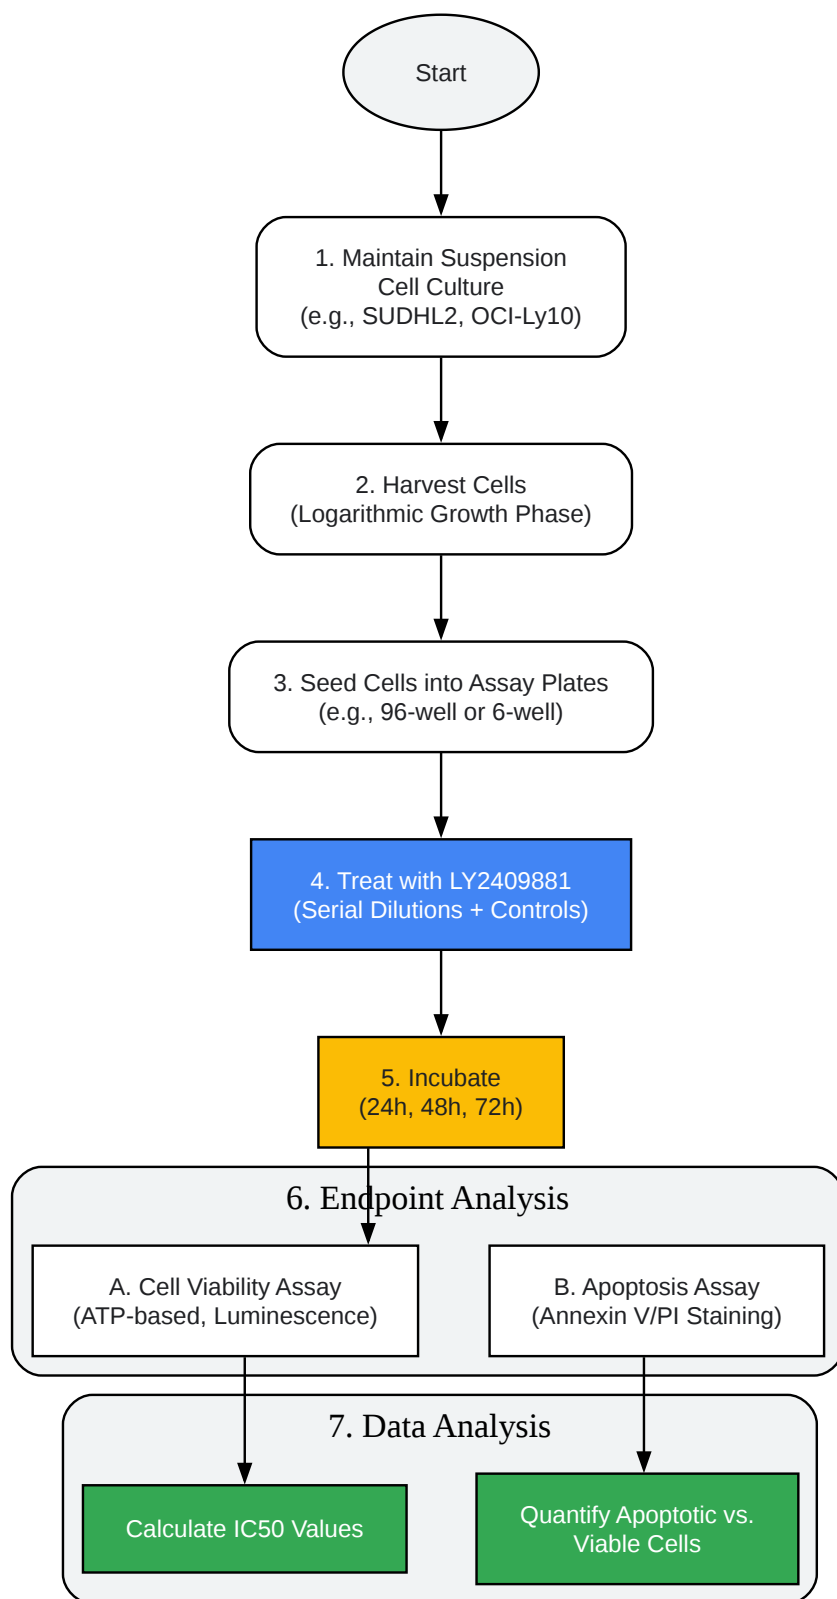 Start
1. Maintain Suspension
Cell Culture
(e.g., SUDHL2, OCI-Ly10)
2. Harvest Cells
(Logarithmic Growth Phase)
3. Seed Cells into Assay Plates
(e.g., 96-well or 6-well)
4. Treat with LY2409881
(Serial Dilutions + Controls)
5. Incubate
(24h, 48h, 72h)
6. Endpoint Analysis
A. Cell Viability Assay
(ATP-based, Luminescence)
B. Apoptosis Assay
(Annexin V/PI Staining)
7. Data Analysis
Calculate IC50 Values
Quantify Apoptotic vs.
Viable Cells